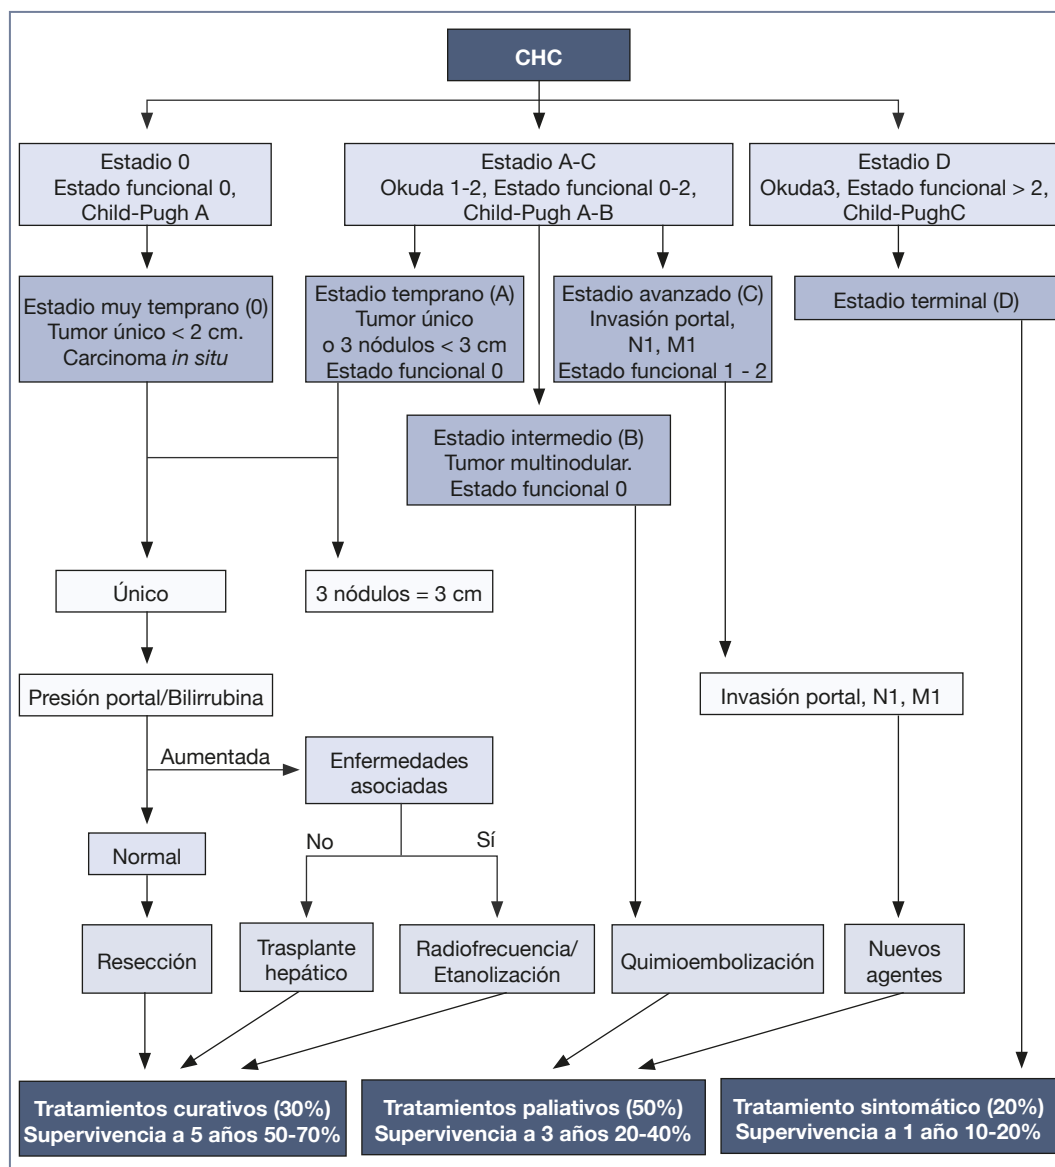 CHC
Estadio 0
Estado funcional 0,
Child-Pugh A
Estadio A-C
Okuda 1-2, Estado funcional 0-2,
Child-Pugh A-B
Estadio D
Okuda3, Estado funcional > 2,
Child-PughC
Estadio muy temprano (0)
Tumor único < 2 cm.
Carcinoma in situ
Estadio temprano (A)
Tumor único
o 3 nódulos < 3 cm
Estado funcional 0
Estadio avanzado (C)
Invasión portal,
N1, M1
Estado funcional 1 - 2
Estadio terminal (D)
Estadio intermedio (B)
Tumor multinodular.
Estado funcional 0
Único
3 nódulos = 3 cm
Presión portal/Bilirrubina
Invasión portal, N1, M1
Aumentada
Enfermedades
asociadas
Normal
No
Sí
Resección
Trasplante
hepático
Radiofrecuencia/
Etanolización
Quimioembolización
Nuevos
agentes
Tratamientos curativos (30%)
Supervivencia a 5 años 50-70%
Tratamientos paliativos (50%)
Supervivencia a 3 años 20-40%
Tratamiento sintomático (20%)
Supervivencia a 1 año 10-20%